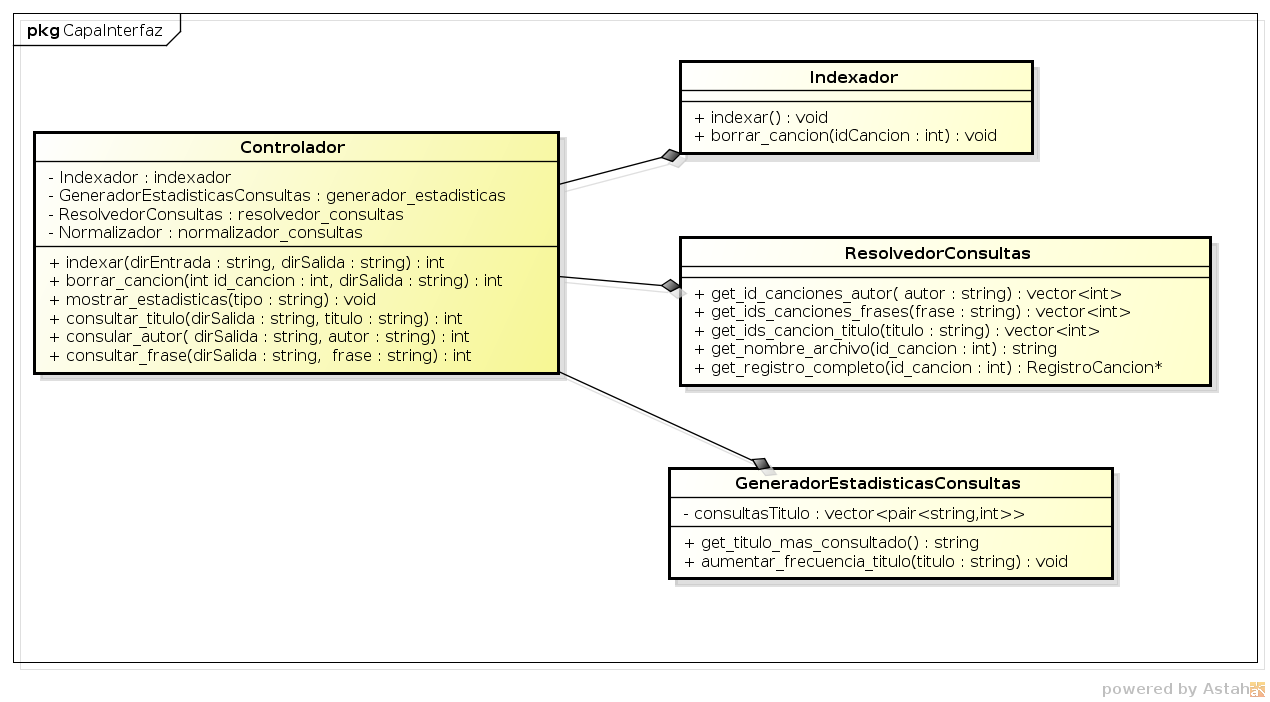 pkg CapaInterfaz
Controlador
- Indexador : indexador
- GeneradorEstadisticasConsultas : generador_estadisticas
- ResolvedorConsultas : resolvedor_consultas
- Normalizador : normalizador_consultas
+ indexar(dirEntrada : string, dirSalida : string) : int
+ borrar_cancion(int id_cancion : int, dirSalida : string) : int
+ mostrar_estadisticas(tipo : string) : void
+ consultar_titulo(dirSalida : string, titulo : string) : int
+ consular_autor( dirSalida : string, autor : string) : int
+ consultar_frase(dirSalida : string,  frase : string) : int
Indexador
+ indexar() : void
+ borrar_cancion(idCancion : int) : void
ResolvedorConsultas
+ get_id_canciones_autor( autor : string) : vector<int>
+ get_ids_canciones_frases(frase : string) : vector<int>
+ get_ids_cancion_titulo(titulo : string) : vector<int>
+ get_nombre_archivo(id_cancion : int) : string
+ get_registro_completo(id_cancion : int) : RegistroCancion*
GeneradorEstadisticasConsultas
- consultasTitulo : vector<pair<string,int>>
+ get_titulo_mas_consultado() : string
+ aumentar_frecuencia_titulo(titulo : string) : void
powered by Astah